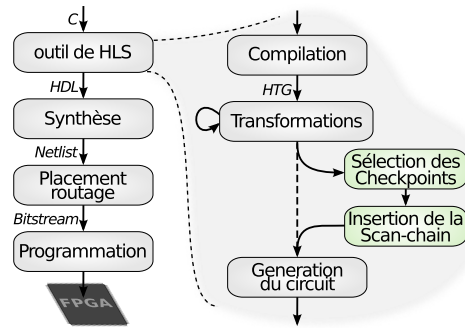 C
outil de HLS
HDL
Synthèse
Netlist
Placement
routage
Bitstream
Programmation
FPGA
Compilation
HTG
Transformations
Sélection des
Checkpoints
Insertion de la
Scan-chain
Generation
du circuit